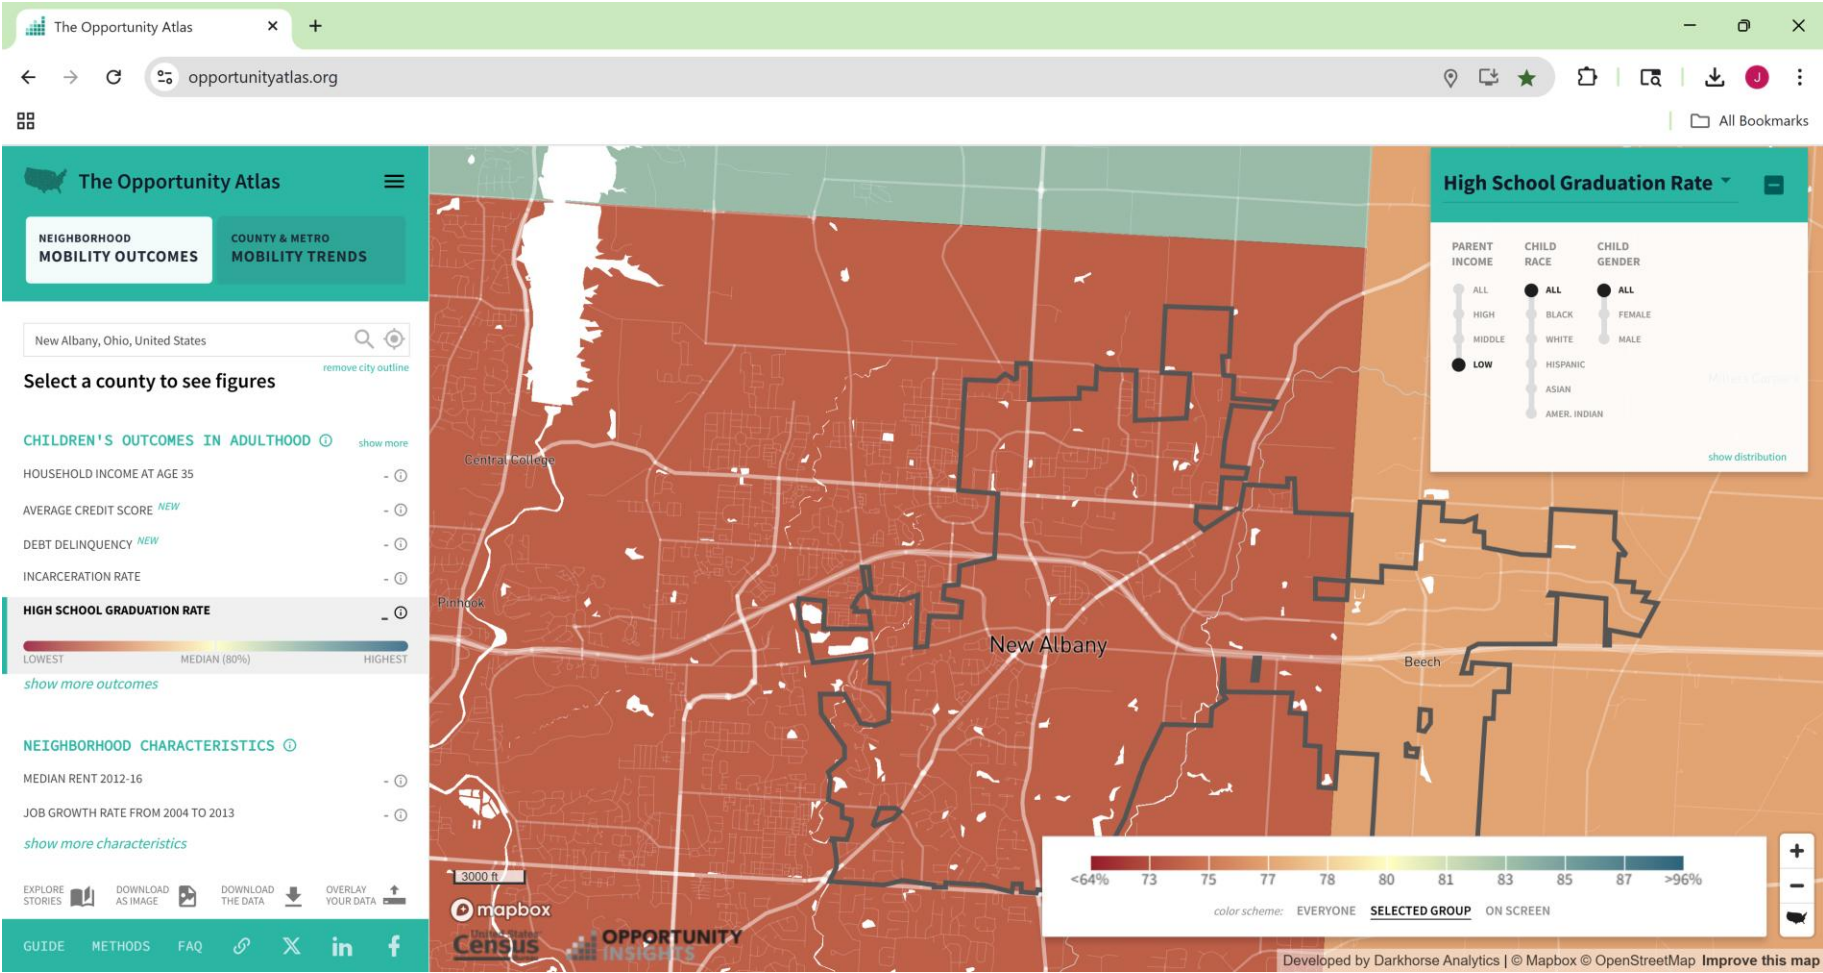 The Opportunity Atlas
opportunityatlas.org
J
All Bookmarks
The Opportunity Atlas
NEIGHBORHOOD
MOBILITY OUTCOMES
COUNTY & METRO
MOBILITY TRENDS
New Albany, Ohio, United States
remove city outline
Select a county to see figures
CHILDREN'S OUTCOMES IN ADULTHOOD
show more
HOUSEHOLD INCOME AT AGE 35 -
AVERAGE CREDIT SCORE NEW -
DEBT DELINQUENCY NEW -
INCARCERATION RATE -
HIGH SCHOOL GRADUATION RATE -
LOWEST MEDIAN (80%) HIGHEST
show more outcomes
NEIGHBORHOOD CHARACTERISTICS
MEDIAN RENT 2012-16 -
JOB GROWTH RATE FROM 2004 TO 2013 -
show more characteristics
EXPLORE
STORIES
DOWNLOAD
AS IMAGE
DOWNLOAD
THE DATA
OVERLAY
YOUR DATA
GUIDE METHODS FAQ
Central College
Pinhook
New Albany
Beech
3000 ft
mapbox
United States
Census
OPPORTUNITY
INSIGHTS
High School Graduation Rate
PARENT
INCOME
ALL
HIGH
MIDDLE
LOW
CHILD
RACE
ALL
BLACK
WHITE
HISPANIC
ASIAN
AMER. INDIAN
CHILD
GENDER
ALL
FEMALE
MALE
show distribution
<64% 73 75 77 78 80 81 83 85 87 >96%
color scheme: EVERYONE SELECTED GROUP ON SCREEN
Developed by Darkhorse Analytics | © Mapbox © OpenStreetMap Improve this map